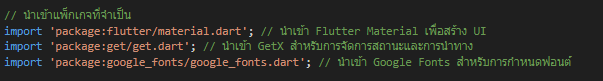 // นำเข้าแพ็กเกจที่จำเป็น
import 'package:flutter/material.dart'; // นำเข้า Flutter Material เพื่อสร้าง UI
import 'package:get/get.dart'; // นำเข้า GetX สำหรับการจัดการสถานะและการนำทาง
import 'package:google_fonts/google_fonts.dart'; // นำเข้า Google Fonts สำหรับการกำหนดฟอนต์